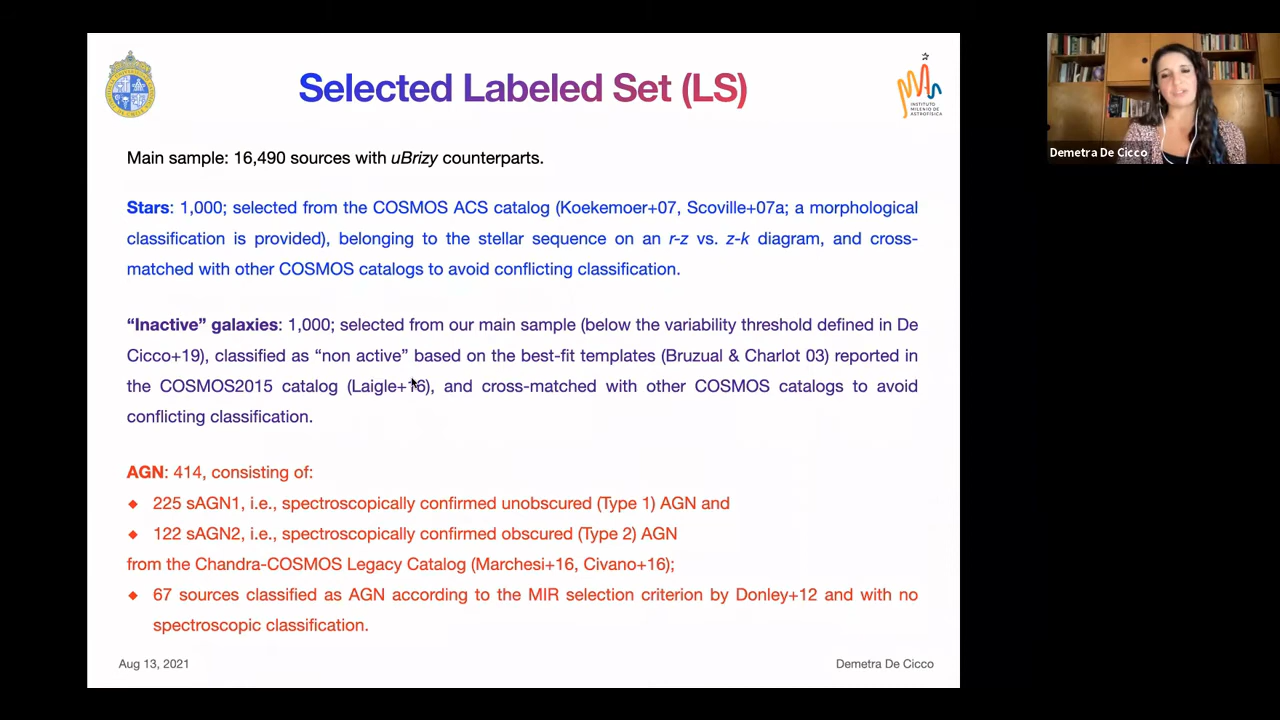 Selected Labeled Set (LS)
INSTITUTO
MILENIO DE
ASTROFÍSICA
Main sample: 16,490 sources with uBrizy counterparts.
Stars: 1,000; selected from the COSMOS ACS catalog (Koekemoer+07, Scoville+07a; a morphological
classification is provided), belonging to the stellar sequence on an r-z vs. z-k diagram, and cross-
matched with other COSMOS catalogs to avoid conflicting classification.
“Inactive” galaxies: 1,000; selected from our main sample (below the variability threshold defined in De
Cicco+19), classified as “non active” based on the best-fit templates (Bruzual & Charlot 03) reported in
the COSMOS2015 catalog (Laigle+16), and cross-matched with other COSMOS catalogs to avoid
conflicting classification.
AGN: 414, consisting of:
◆ 225 sAGN1, i.e., spectroscopically confirmed unobscured (Type 1) AGN and
◆ 122 sAGN2, i.e., spectroscopically confirmed obscured (Type 2) AGN
from the Chandra-COSMOS Legacy Catalog (Marchesi+16, Civano+16);
◆ 67 sources classified as AGN according to the MIR selection criterion by Donley+12 and with no
spectroscopic classification.
Aug 13, 2021
Demetra De Cicco
Demetra De Cicco